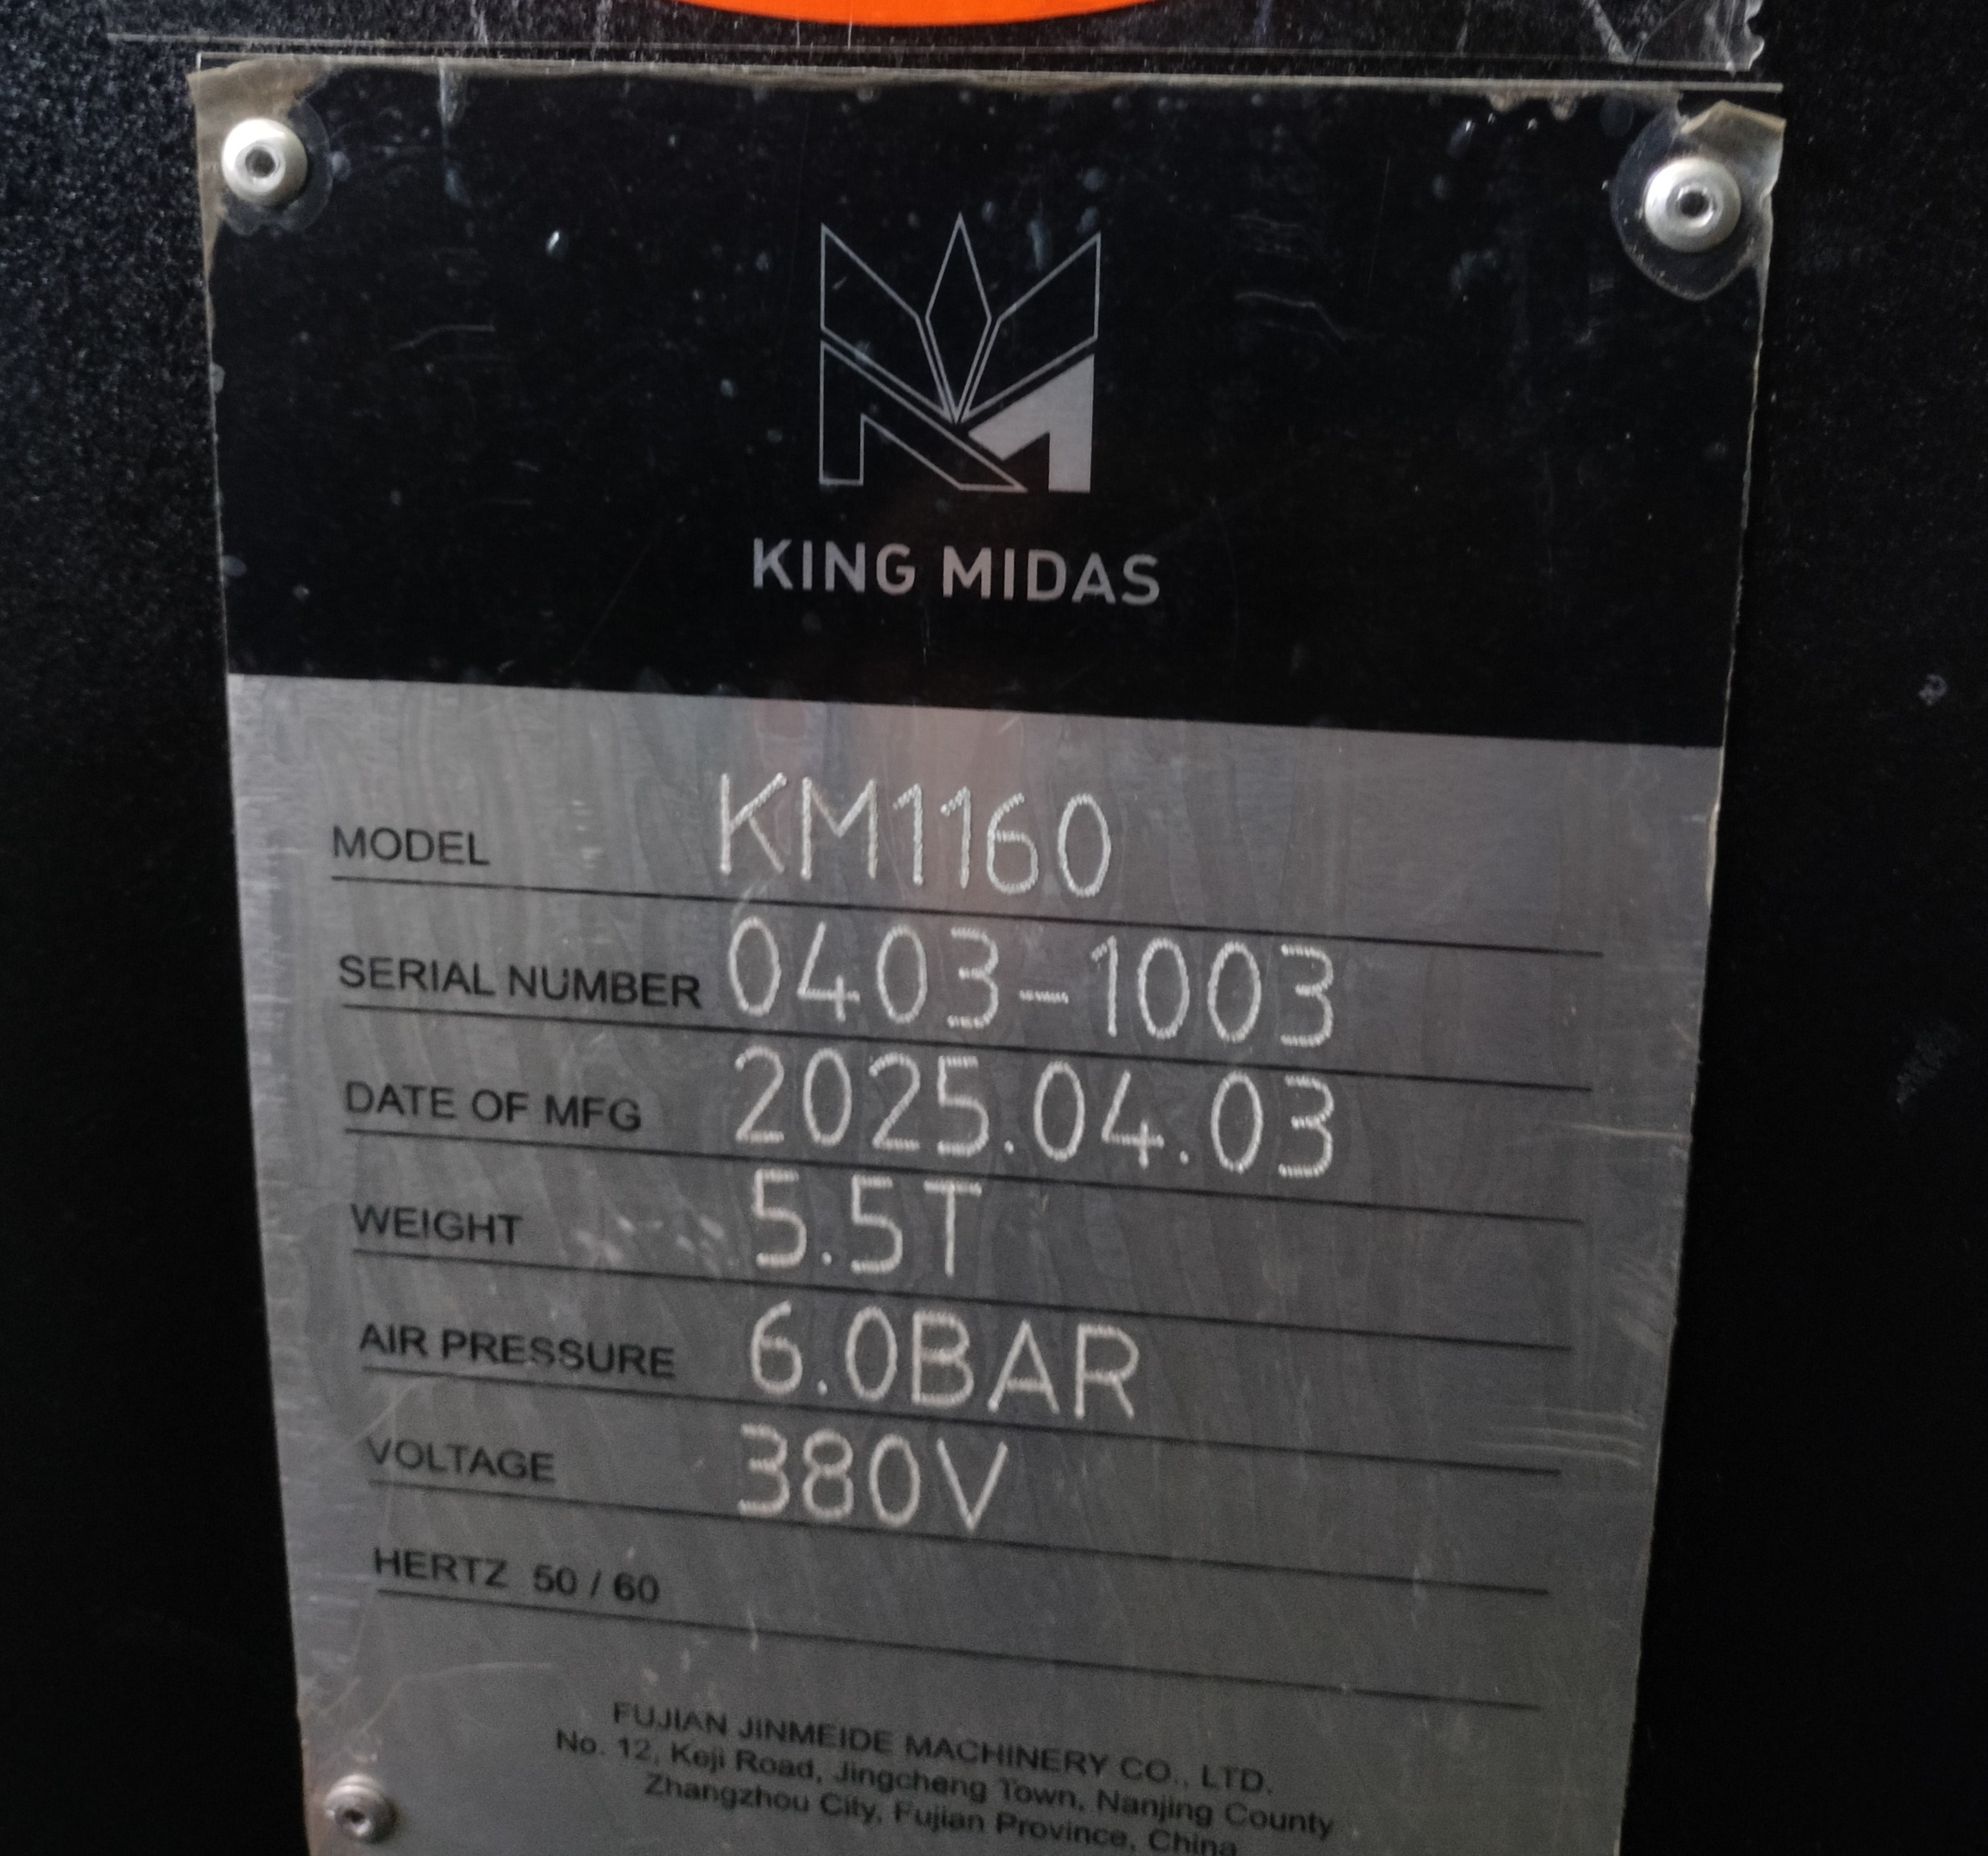 KING MIDAS
MODEL KM1160
SERIAL NUMBER 0403-1003
DATE OF MFG 2025.04.03
WEIGHT 5.5T
AIR PRESSURE 6.0BAR
VOLTAGE 380V
HERTZ 50 / 60
FUJIAN JINMEIDE MACHINERY CO., LTD.
No. 12, Keji Road, Jingcheng Town, Nanjing County
Zhangzhou City, Fujian Province, China